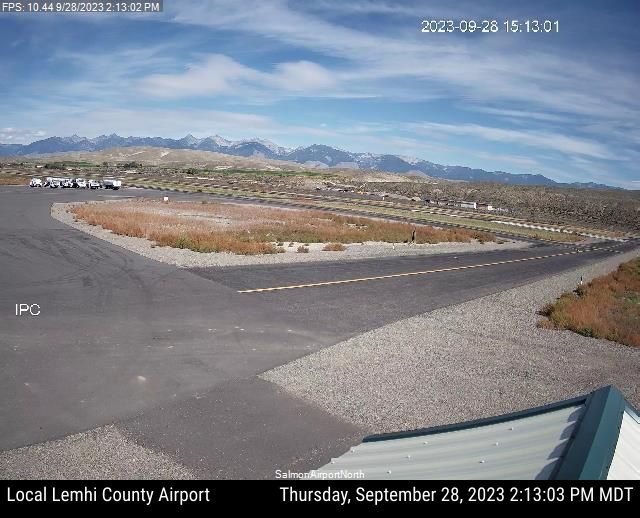 FPS: 10.44 9/28/2023 2:13:02 PM
2023-09-28 15:13:01
IPC
SalmonAirportNorth
Local Lemhi County Airport Thursday, September 28, 2023 2:13:03 PM MDT